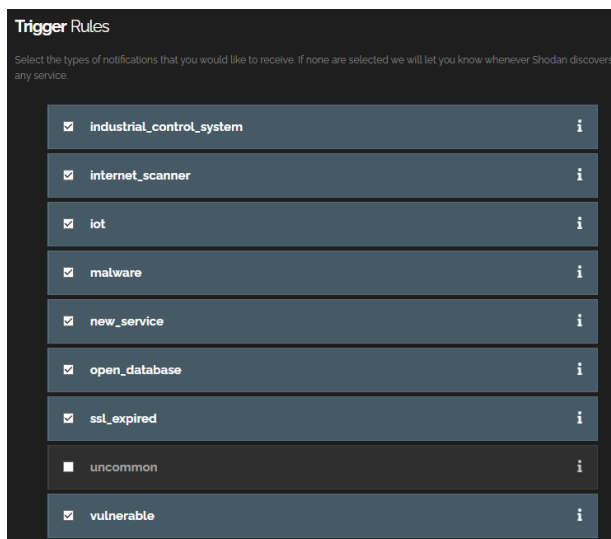 Trigger Rules
Select the types of notifications that you would like to receive. If none are selected we will let you know whenever Shodan discovers
any service.
industrial_control_system
internet_scanner
iot
malware
new_service
open_database
ssl_expired
uncommon
vulnerable